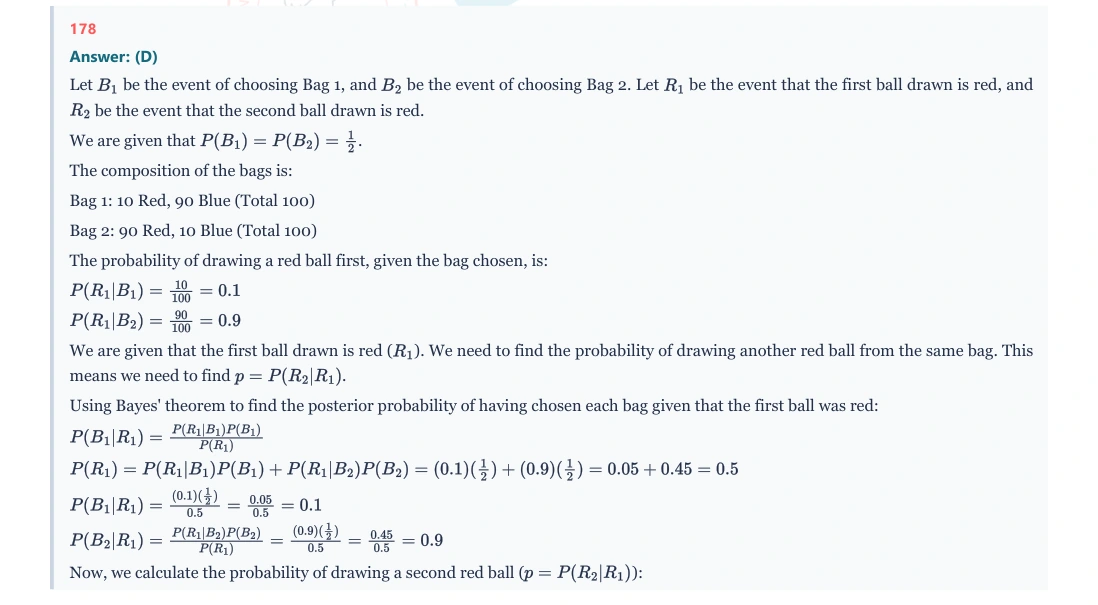 178
Answer: (D)
Let B₁ be the event of choosing Bag 1, and B₂ be the event of choosing Bag 2. Let R₁ be the event that the first ball drawn is red, and
R₂ be the event that the second ball drawn is red.
We are given that P(B₁) = P(B₂) = 1/2.
The composition of the bags is:
Bag 1: 10 Red, 90 Blue (Total 100)
Bag 2: 90 Red, 10 Blue (Total 100)
The probability of drawing a red ball first, given the bag chosen, is:
P(R₁|B₁) = 10/100 = 0.1
P(R₁|B₂) = 90/100 = 0.9
We are given that the first ball drawn is red (R₁). We need to find the probability of drawing another red ball from the same bag. This
means we need to find p = P(R₂|R₁).
Using Bayes' theorem to find the posterior probability of having chosen each bag given that the first ball was red:
P(B₁|R₁) = P(R₁|B₁)P(B₁)/P(R₁)
P(R₁) = P(R₁|B₁)P(B₁) + P(R₁|B₂)P(B₂) = (0.1)(1/2) + (0.9)(1/2) = 0.05 + 0.45 = 0.5
P(B₁|R₁) = (0.1)(1/2)/0.5 = 0.05/0.5 = 0.1
P(B₂|R₁) = P(R₁|B₂)P(B₂)/P(R₁) = (0.9)(1/2)/0.5 = 0.45/0.5 = 0.9
Now, we calculate the probability of drawing a second red ball (p = P(R₂|R₁)):